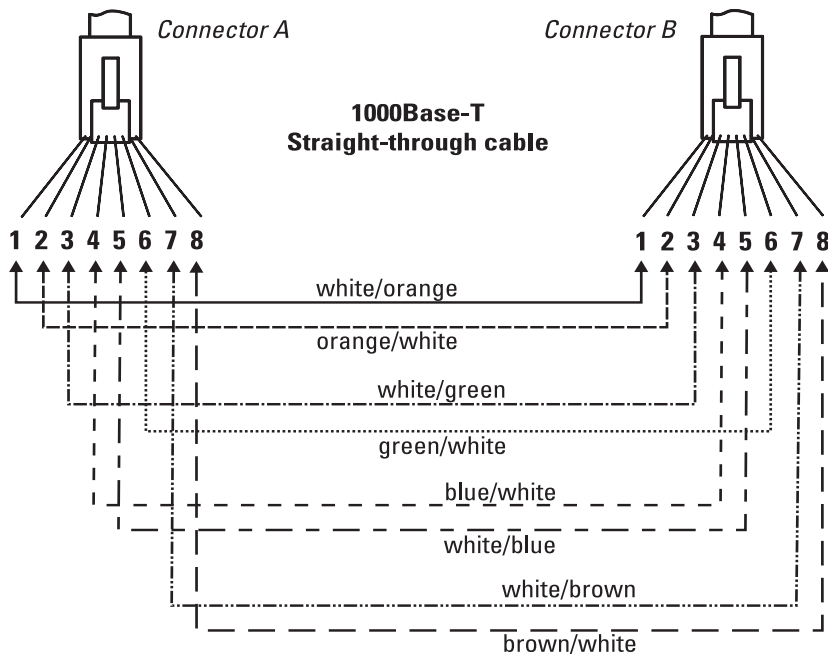 Connector A
Connector B
1000Base-T
Straight-through cable
1 2 3 4 5 6 7 8
1 2 3 4 5 6 7 8
white/orange
orange/white
white/green
green/white
blue/white
white/blue
white/brown
brown/white